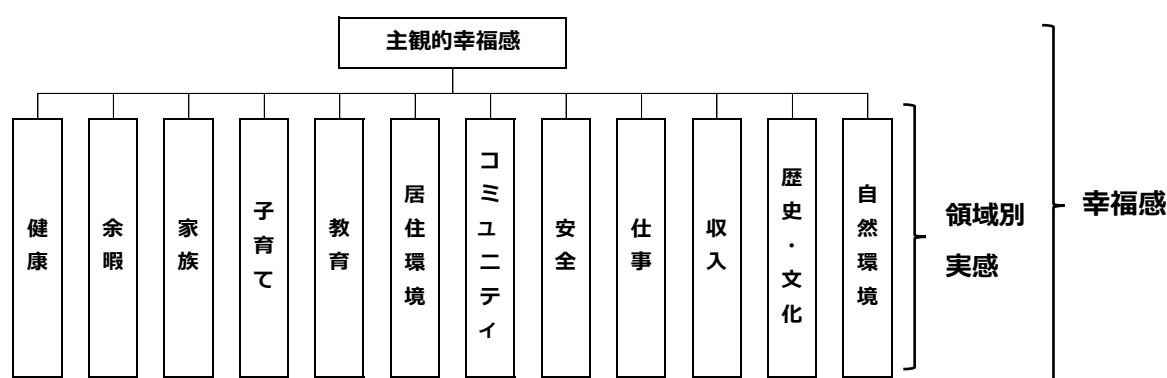 主観的幸福感
健康
余暇
家族
子育て
教育
居住環境
コミュニティ
安全
仕事
収入
歴史・文化
自然環境
領域別
実感
幸福感